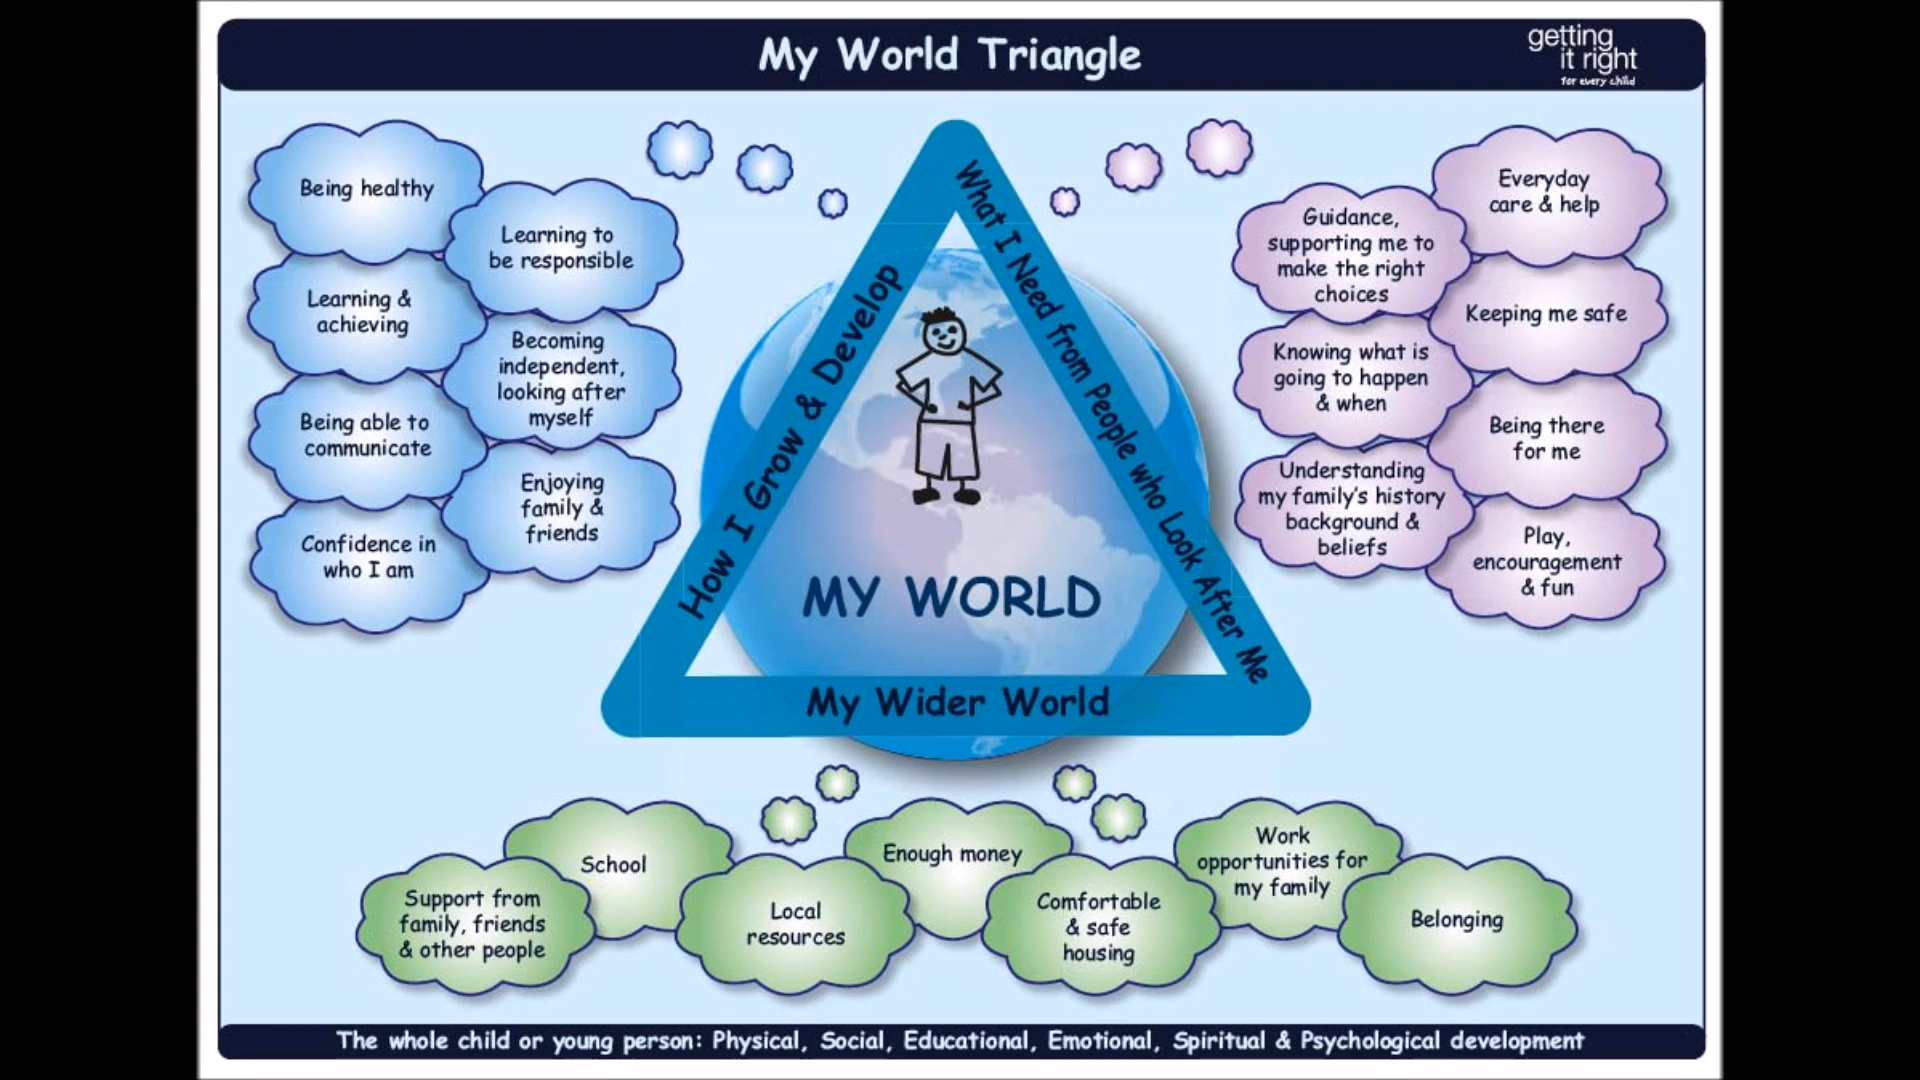 My World Triangle
getting
it right
for every child
Being healthy
Learning to
be responsible
Learning &
achieving
Becoming
independent,
looking after
myself
Being able to
communicate
Enjoying
family &
friends
Confidence in
who I am
How I Grow & Develop
What I Need from People who Look After Me
MY WORLD
My Wider World
Everyday
care & help
Guidance,
supporting me to
make the right
choices
Keeping me safe
Knowing what is
going to happen
& when
Being there
for me
Understanding
my family's history
background &
beliefs
Play,
encouragement
& fun
Support from
family, friends
& other people
School
Local
resources
Enough money
Comfortable
& safe
housing
Work
opportunities for
my family
Belonging
The whole child or young person: Physical, Social, Educational, Emotional, Spiritual & Psychological development